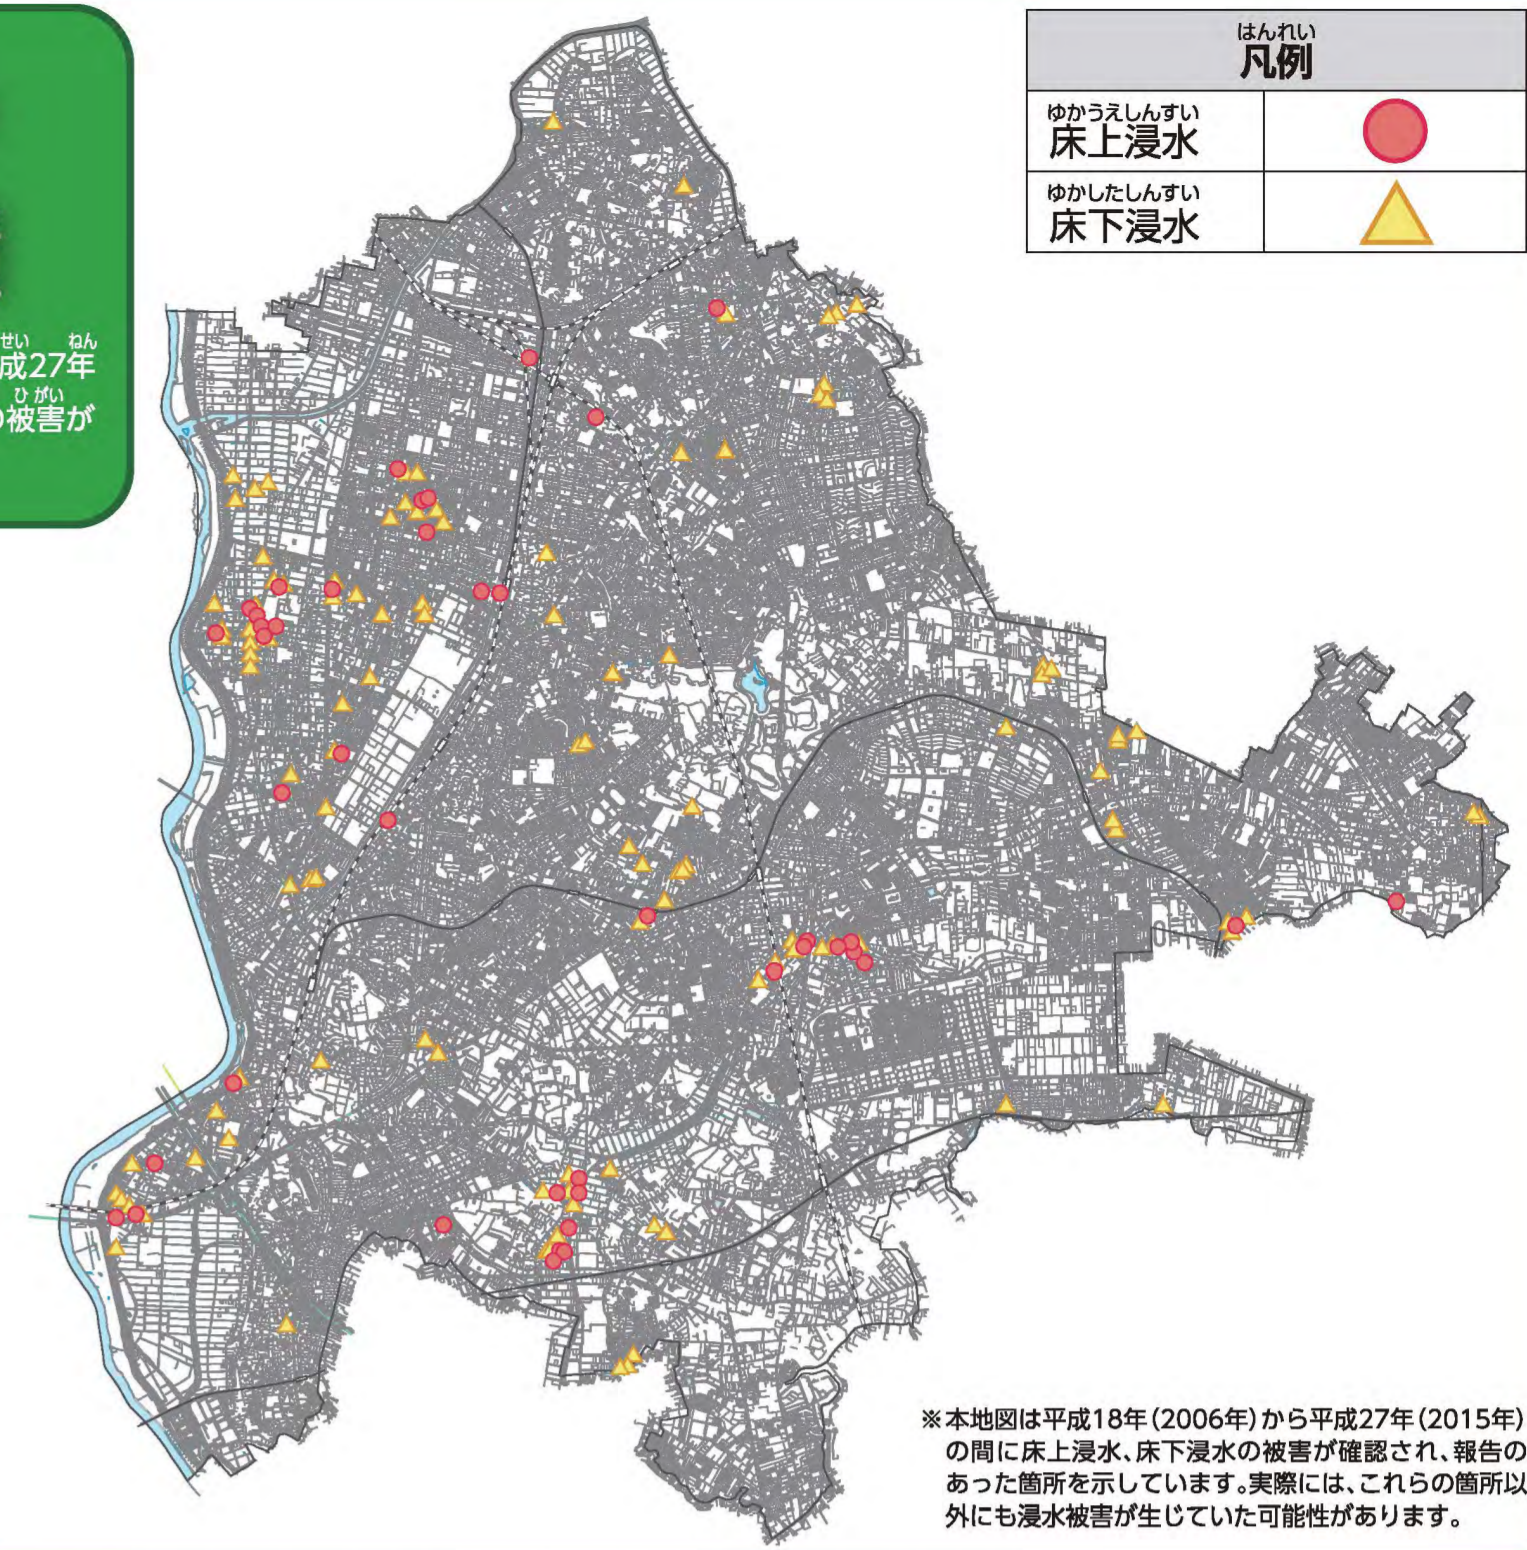 せい ねん
成27年
ひがい
の被害が
はんれい
凡例
ゆかうえしんすい
床上浸水
ゆかしたしんすい
床下浸水
※本地図は平成18年(2006年)から平成27年(2015年)
の間に床上浸水、床下浸水の被害が確認され、報告の
あった箇所を示しています。実際には、これらの箇所以
外にも浸水被害が生じていた可能性があります。